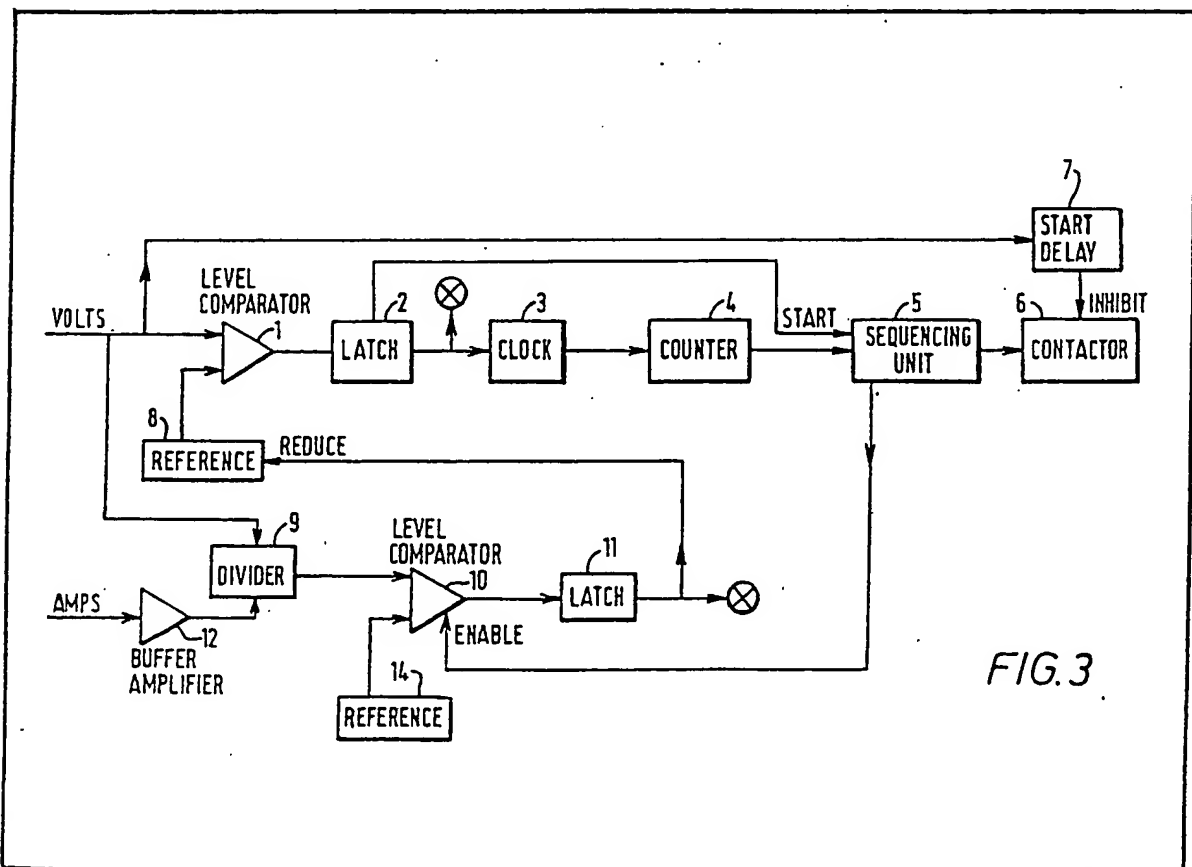 7
START
DELAY
LEVEL
COMPARATOR
VOLTS
1
2
LATCH
3
CLOCK
4
COUNTER
START
5
SEQUENCING
UNIT
6
INHIBIT
CONTACTOR
8
REFERENCE
REDUCE
9
DIVIDER
LEVEL
COMPARATOR
10
11
LATCH
AMPS
12
BUFFER
AMPLIFIER
ENABLE
14
REFERENCE
FIG.3